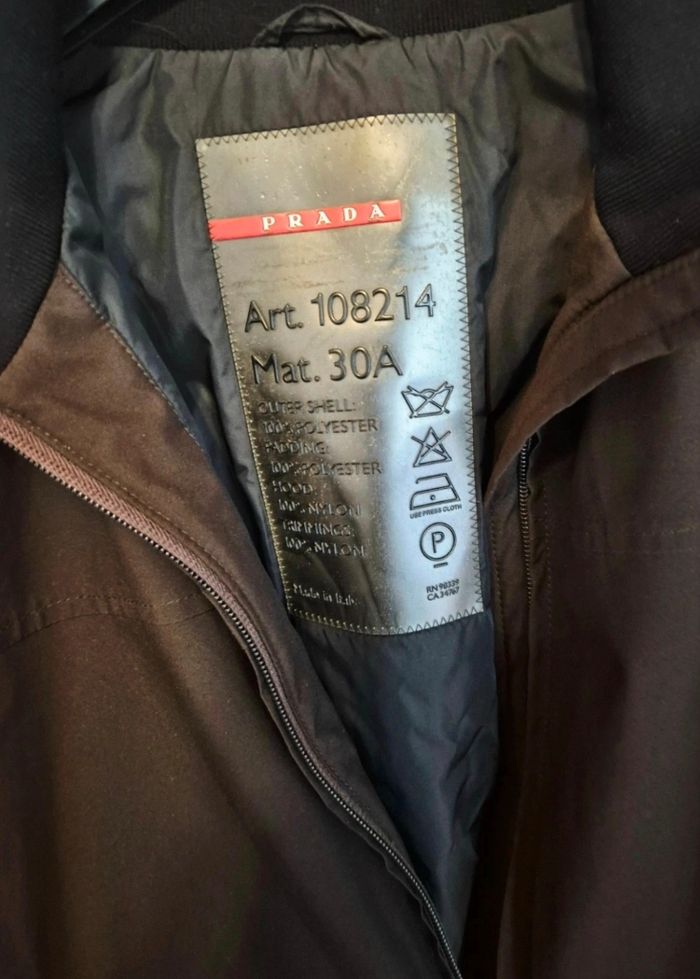 PRADA
Art. 108214
Mat. 30A
OUTER SHELL:
100% POLYESTER
PADDING:
100% POLYESTER
HOOD:
100% NYLON
TRIMMINGS:
100% NYLON
USE PRESS CLOTH
P
Made in Italy
RN 90339
CA 34767